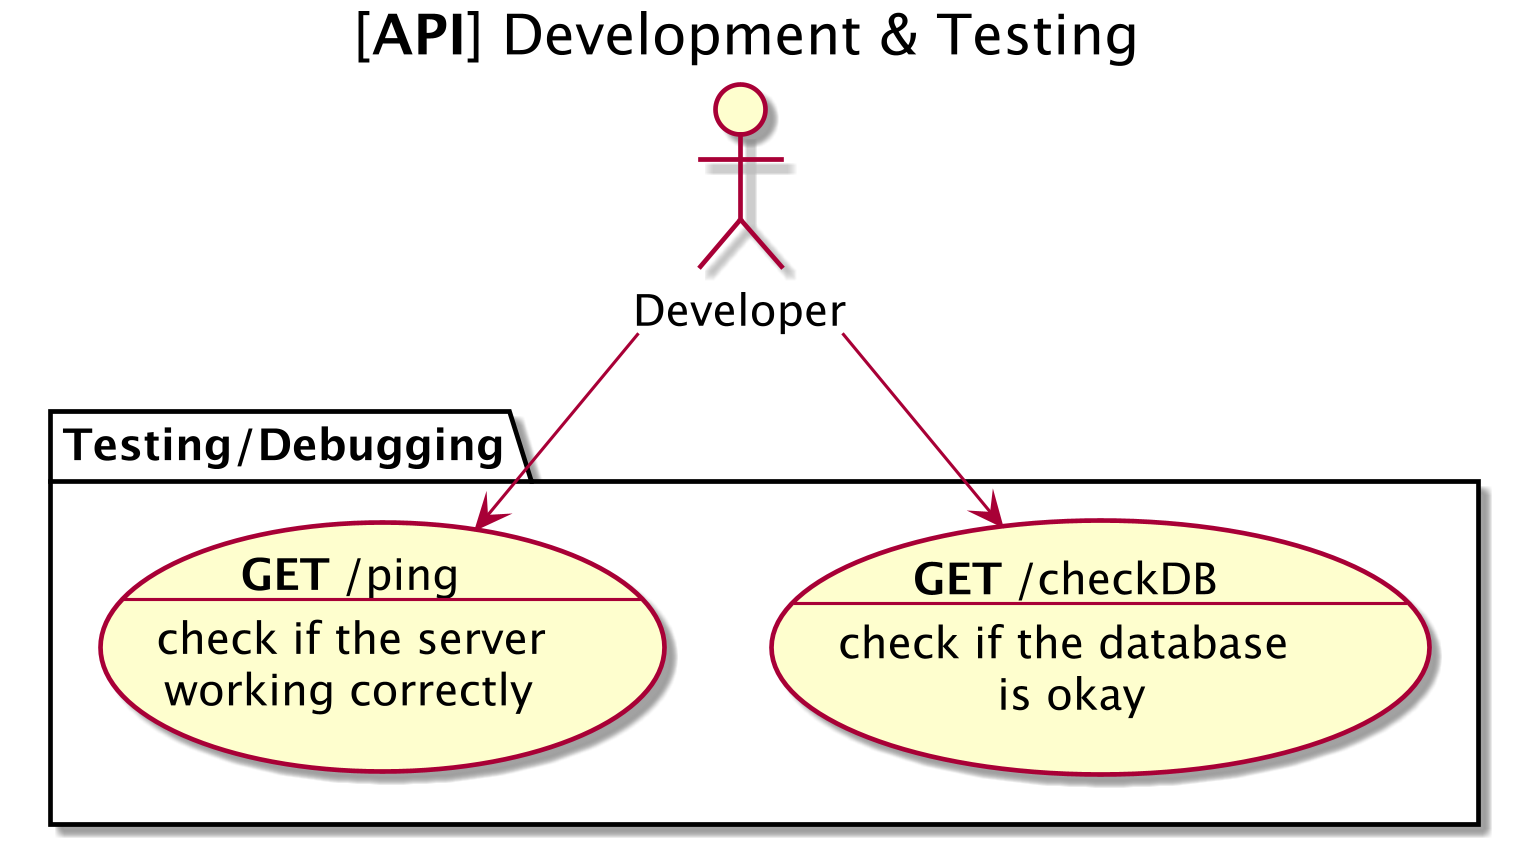 [API] Development & Testing
Developer
Testing/Debugging
GET /ping
check if the server
working correctly
GET /checkDB
check if the database
is okay